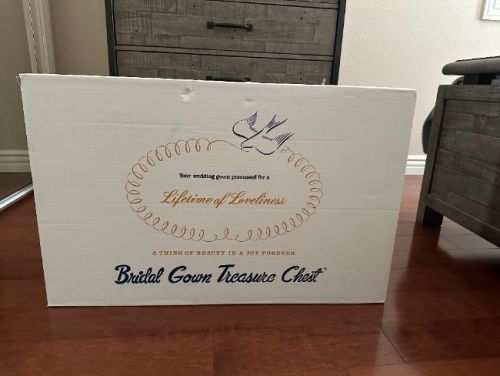 Your wedding gown processed for a
Lifetime of Loveliness
A THING OF BEAUTY IS A JOY FOREVER
Bridal Gown Treasure Chest®